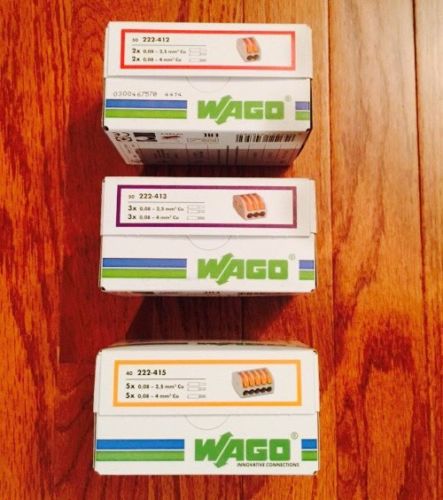 50 222-412
2x 0,08 – 2,5 mm² Cu
2x 0,08 – 4 mm² Cu
0300467570 4474
WAGO®
50 222-413
3x 0,08 – 2,5 mm² Cu
3x 0,08 – 4 mm² Cu
WAGO®
40 222-415
5x 0,08 – 2,5 mm² Cu
5x 0,08 – 4 mm² Cu
WAGO®
INNOVATIVE CONNECTIONS